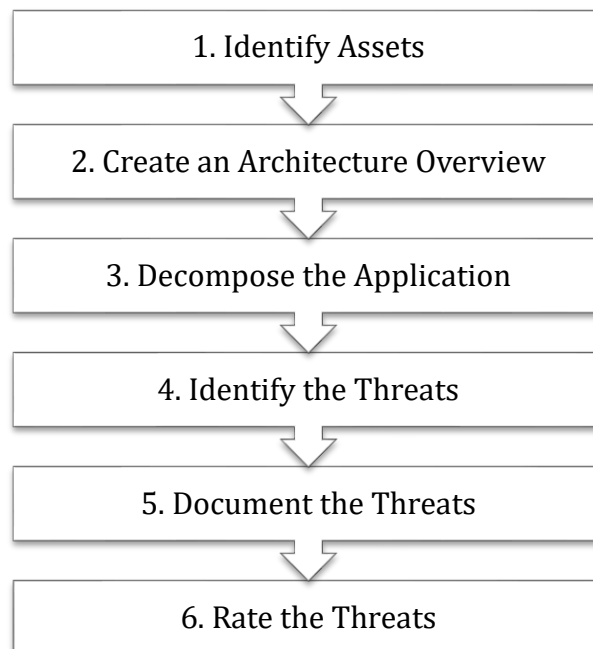 1. Identify Assets
2. Create an Architecture Overview
3. Decompose the Application
4. Identify the Threats
5. Document the Threats
6. Rate the Threats